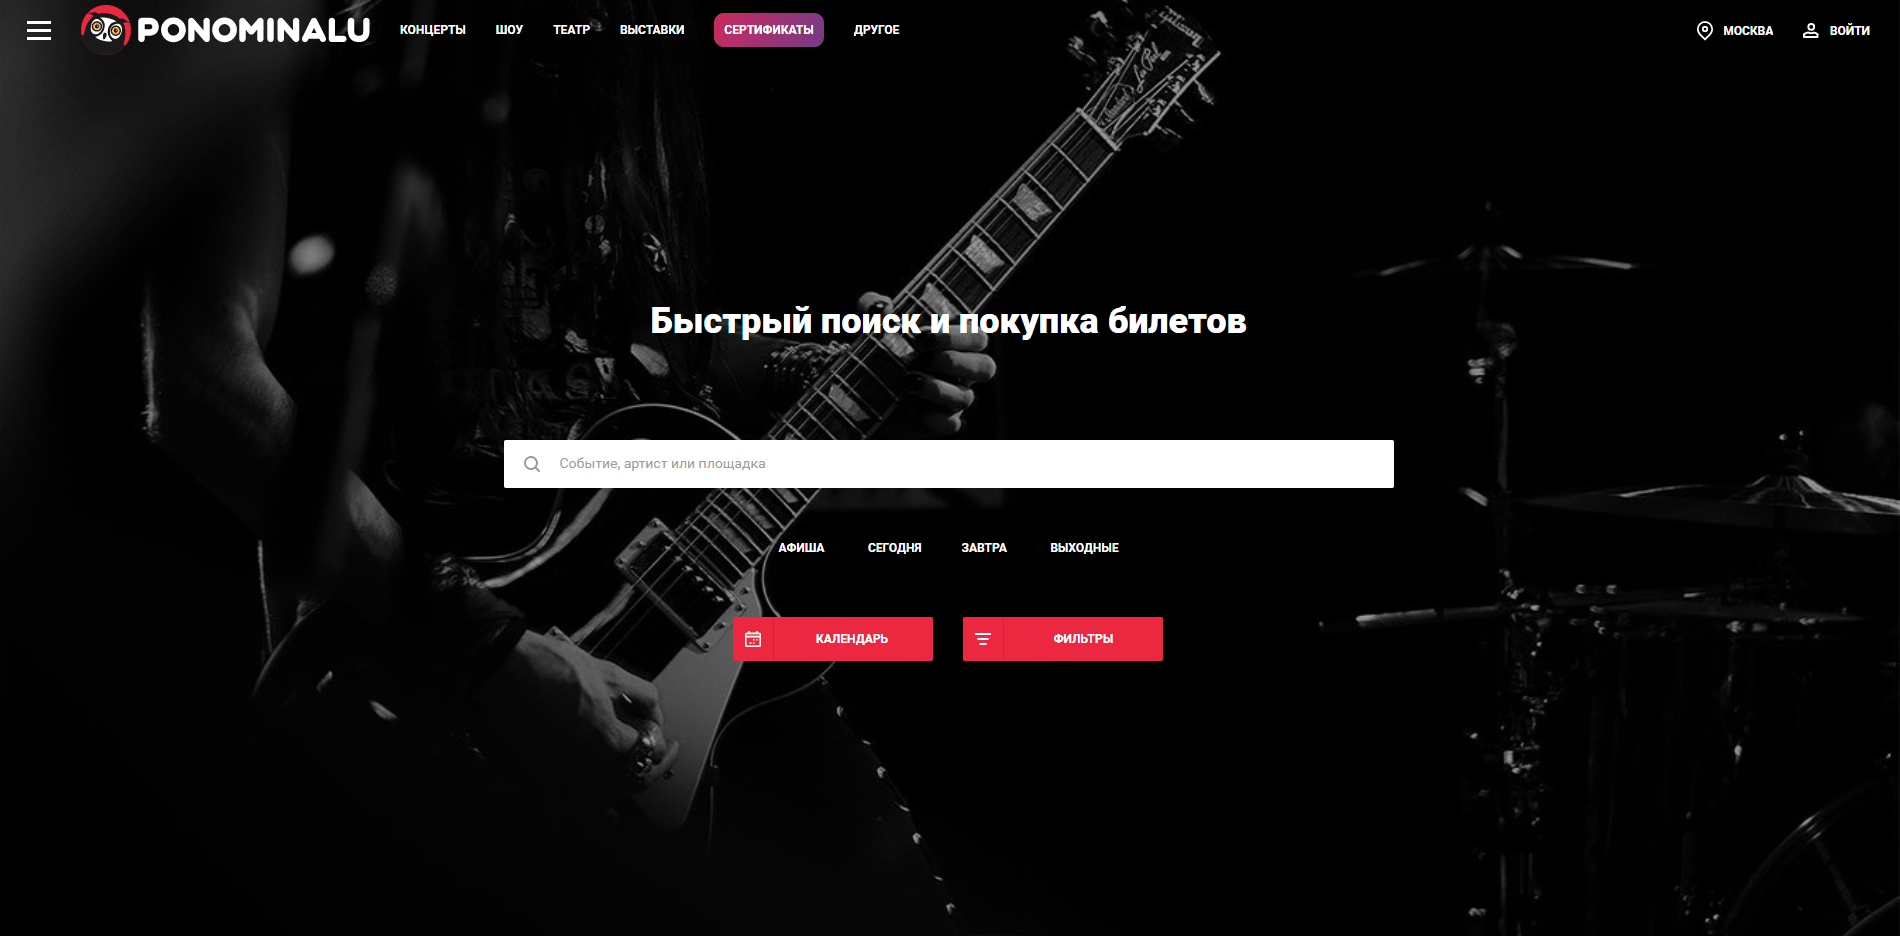 PONOMINALU КОНЦЕРТЫ ШОУ ТЕАТР ВЫСТАВКИ СЕРТИФИКАТЫ ДРУГОЕ МОСКВА ВОЙТИ
Быстрый поиск и покупка билетов
Событие, артист или площадка
АФИША СЕГОДНЯ ЗАВТРА ВЫХОДНЫЕ
КАЛЕНДАРЬ ФИЛЬТРЫ